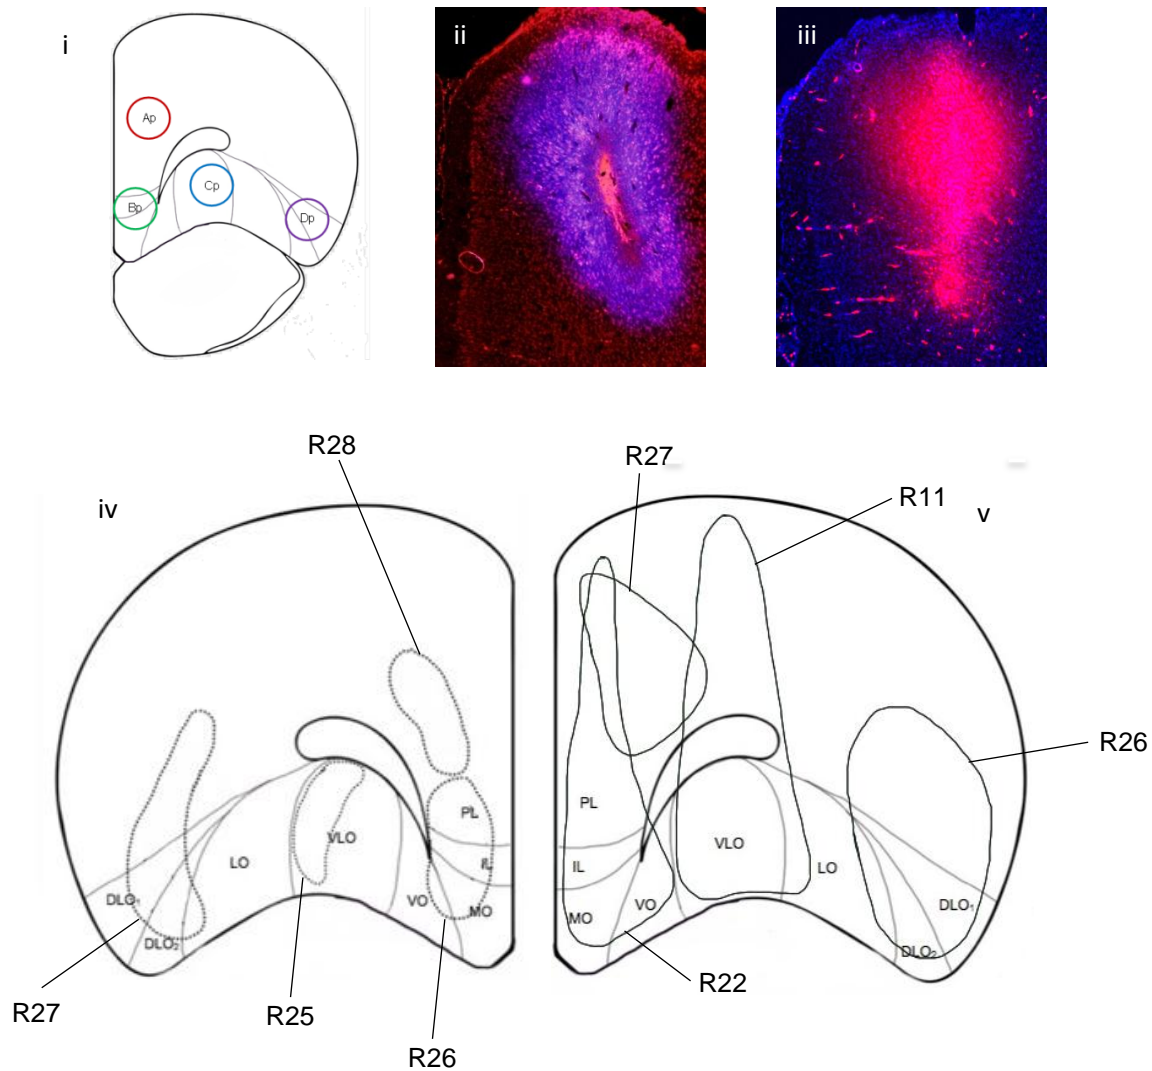 i
ii
iii
Ap
Bp
Cp
Dp
R28
R27
R11
iv
v
R26
PL
VLO
LO
IL
DLO₁
VO
MO
DLO₂
PL
VLO
LO
IL
DLO₁
MO
VO
DLO₂
R27
R25
R26
R22